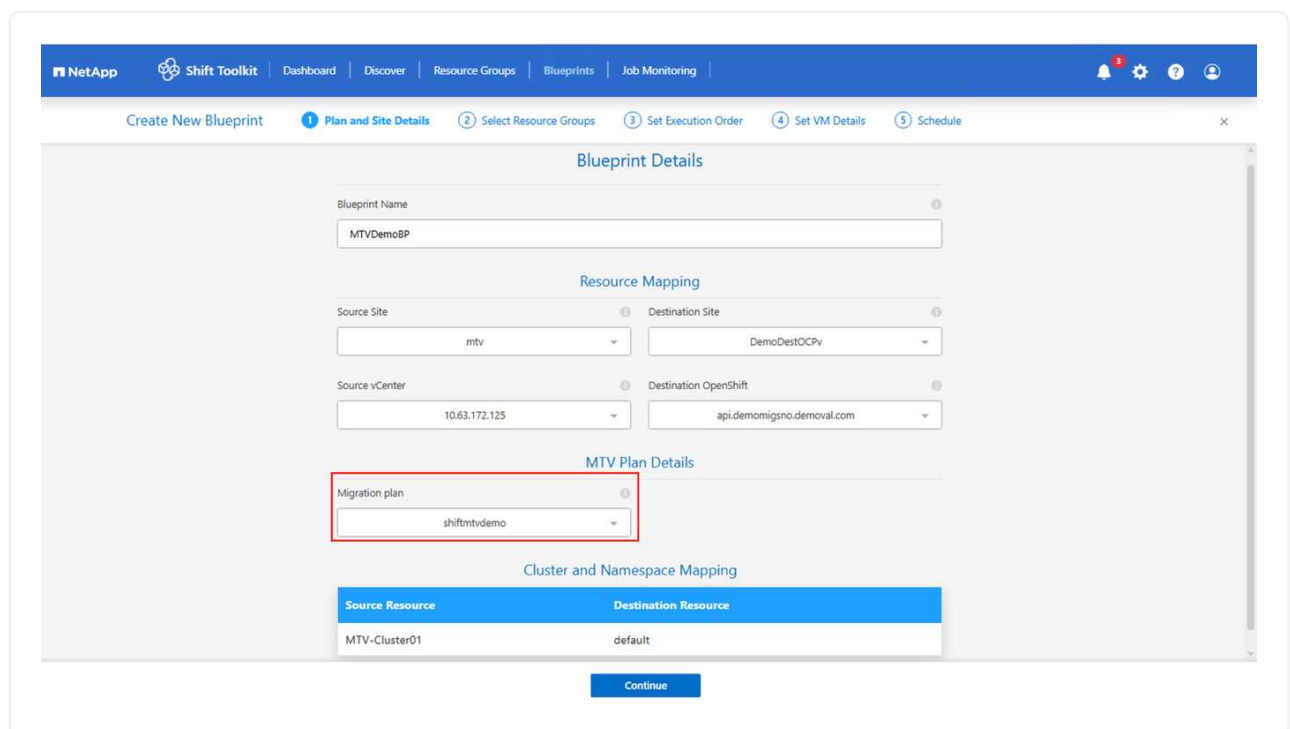 NetApp Shift Toolkit Dashboard Discover Resource Groups Blueprints Job Monitoring 3 ?
Create New Blueprint 1 Plan and Site Details 2 Select Resource Groups 3 Set Execution Order 4 Set VM Details 5 Schedule ×
Blueprint Details
Blueprint Name
MTVDemoBP
Resource Mapping
Source Site Destination Site
mtv DemoDestOCPv
Source vCenter Destination OpenShift
10.63.172.125 api.demomigsno.demoval.com
MTV Plan Details
Migration plan
shiftmtvdemo
Cluster and Namespace Mapping
Source Resource Destination Resource
MTV-Cluster01 default
Continue